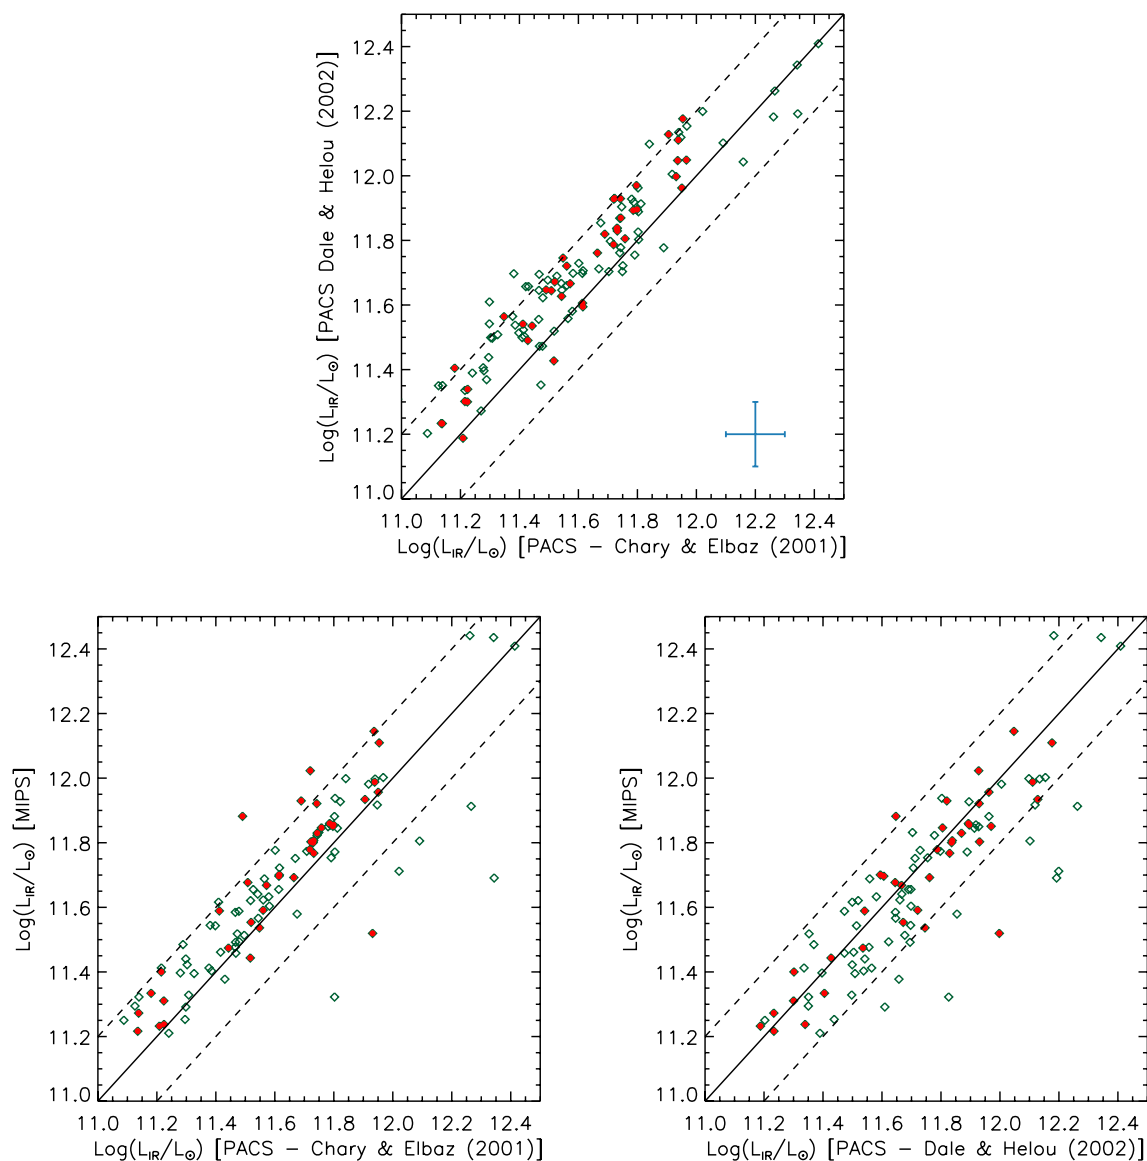 12.4
12.2
12.0
11.8
11.6
11.4
11.2
11.0
Log(L_IR/L_⊙) [PACS Dale & Helou (2002)]
11.0 11.2 11.4 11.6 11.8 12.0 12.2 12.4
Log(L_IR/L_⊙) [PACS – Chary & Elbaz (2001)]
12.4
12.2
12.0
11.8
11.6
11.4
11.2
11.0
Log(L_IR/L_⊙) [MIPS]
11.0 11.2 11.4 11.6 11.8 12.0 12.2 12.4
Log(L_IR/L_⊙) [PACS – Chary & Elbaz (2001)]
12.4
12.2
12.0
11.8
11.6
11.4
11.2
11.0
Log(L_IR/L_⊙) [MIPS]
11.0 11.2 11.4 11.6 11.8 12.0 12.2 12.4
Log(L_IR/L_⊙) [PACS – Dale & Helou (2002)]